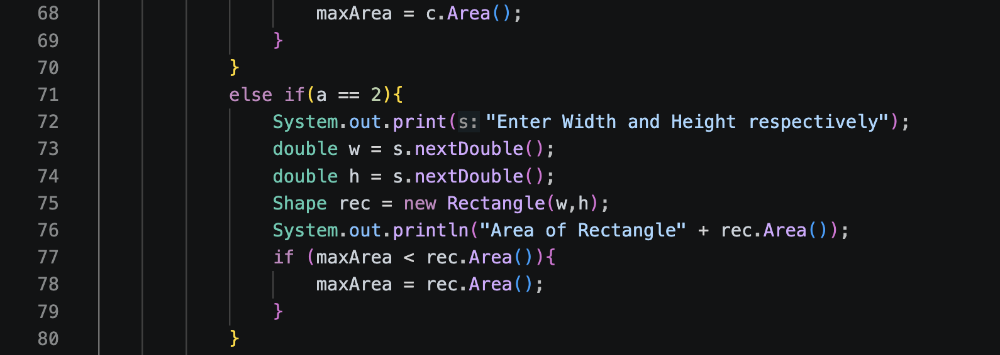 68 maxArea = c.Area();
69 }
70 }
71 else if(a == 2){
72 System.out.print(s: "Enter Width and Height respectively");
73 double w = s.nextDouble();
74 double h = s.nextDouble();
75 Shape rec = new Rectangle(w,h);
76 System.out.println("Area of Rectangle" + rec.Area());
77 if (maxArea < rec.Area()){
78 maxArea = rec.Area();
79 }
80 }